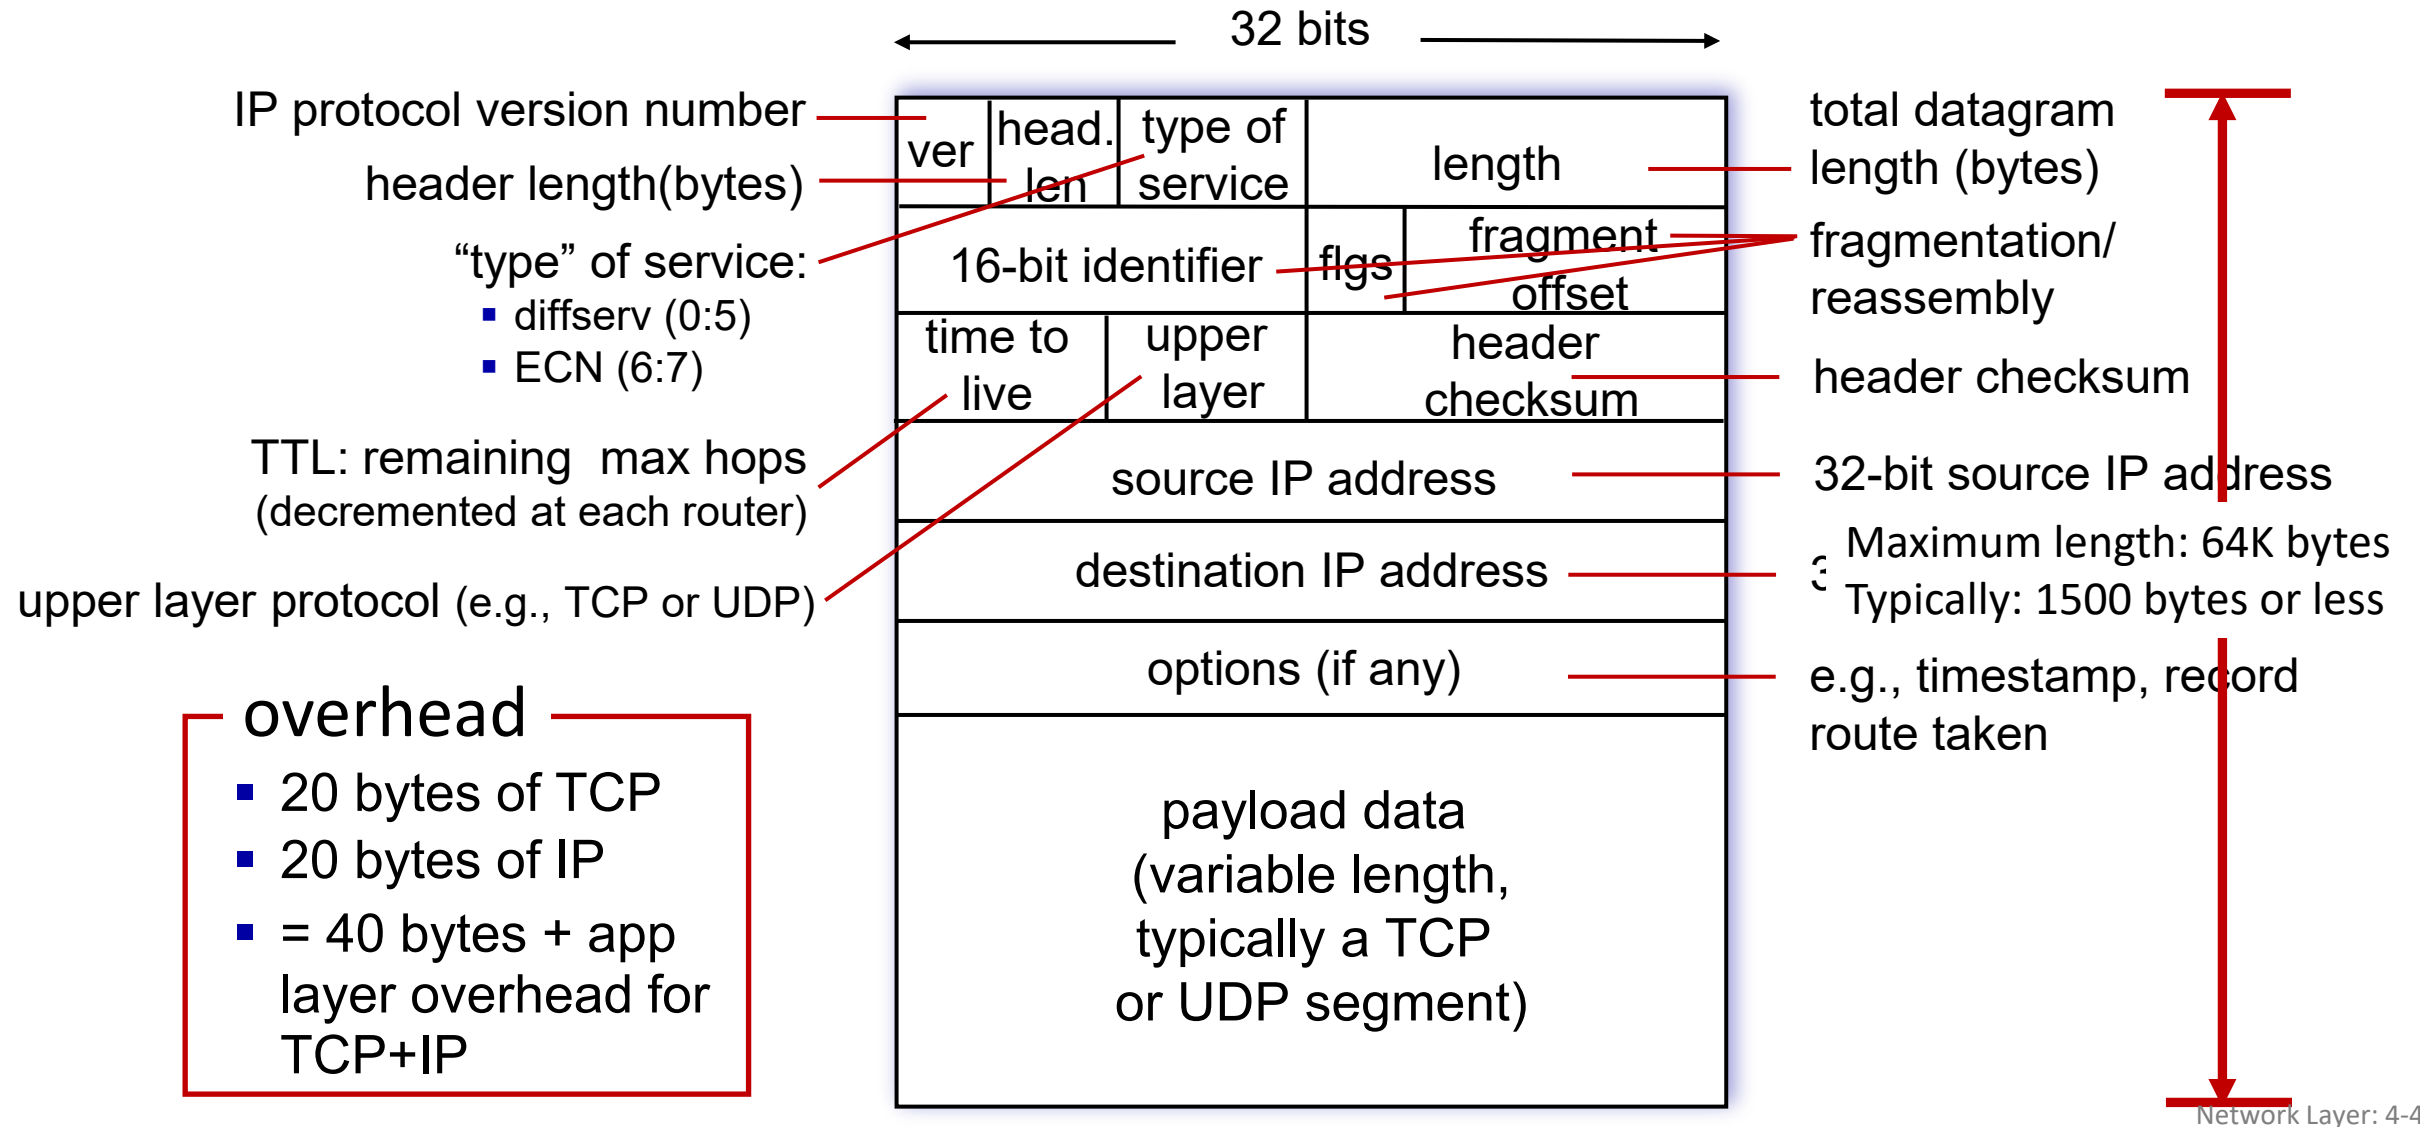 32 bits
IP protocol version number
header length(bytes)
“type” of service:
▪ diffserv (0:5)
▪ ECN (6:7)
TTL: remaining  max hops
(decremented at each router)
upper layer protocol (e.g., TCP or UDP)
overhead
▪ 20 bytes of TCP
▪ 20 bytes of IP
▪ = 40 bytes + app
layer overhead for
TCP+IP
ver
head.
len
type of
service
length
16-bit identifier
flgs
fragment
offset
time to
live
upper
layer
header
checksum
source IP address
destination IP address
options (if any)
payload data
(variable length,
typically a TCP
or UDP segment)
total datagram
length (bytes)
fragmentation/
reassembly
header checksum
32-bit source IP address
Maximum length: 64K bytes
Typically: 1500 bytes or less
e.g., timestamp, record
route taken
Network Layer: 4-4